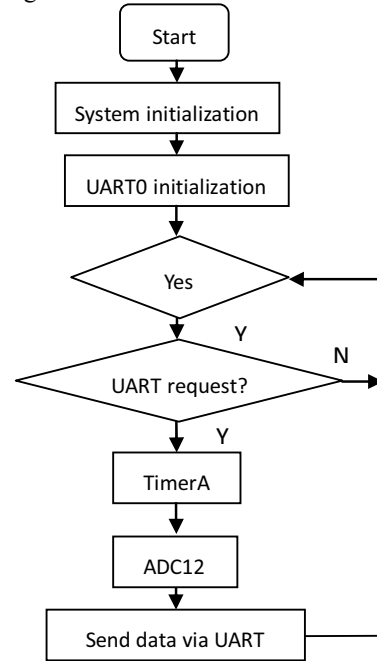 g
Start
System initialization
UART0 initialization
Yes
Y
N
UART request?
Y
TimerA
ADC12
Send data via UART